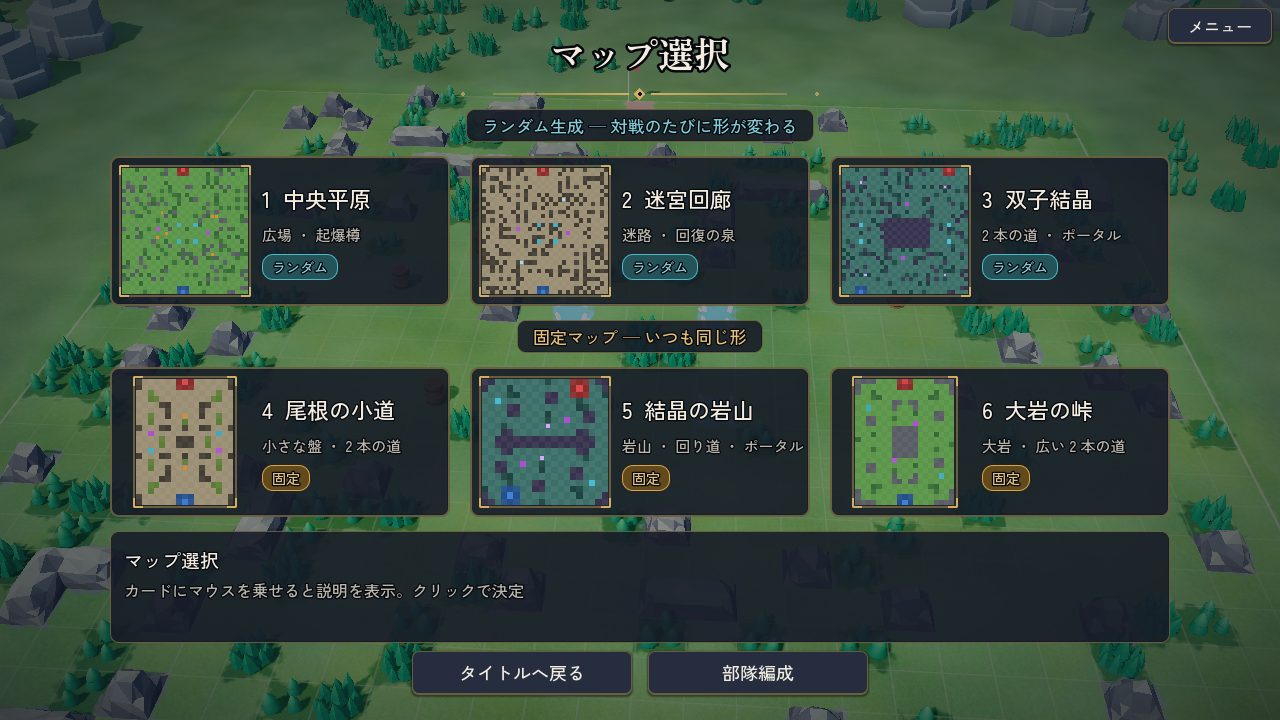 メニュー
マップ選択
ランダム生成 — 対戦のたびに形が変わる
1 中央平原
広場 ・ 起爆樽
ランダム
2 迷宮回廊
迷路 ・ 回復の泉
ランダム
3 双子結晶
2 本の道 ・ ポータル
ランダム
固定マップ — いつも同じ形
4 尾根の小道
小さな盤 ・ 2 本の道
固定
5 結晶の岩山
岩山 ・ 回り道 ・ ポータル
固定
6 大岩の峠
大岩 ・ 広い 2 本の道
固定
マップ選択
カードにマウスを乗せると説明を表示。クリックで決定
タイトルへ戻る
部隊編成